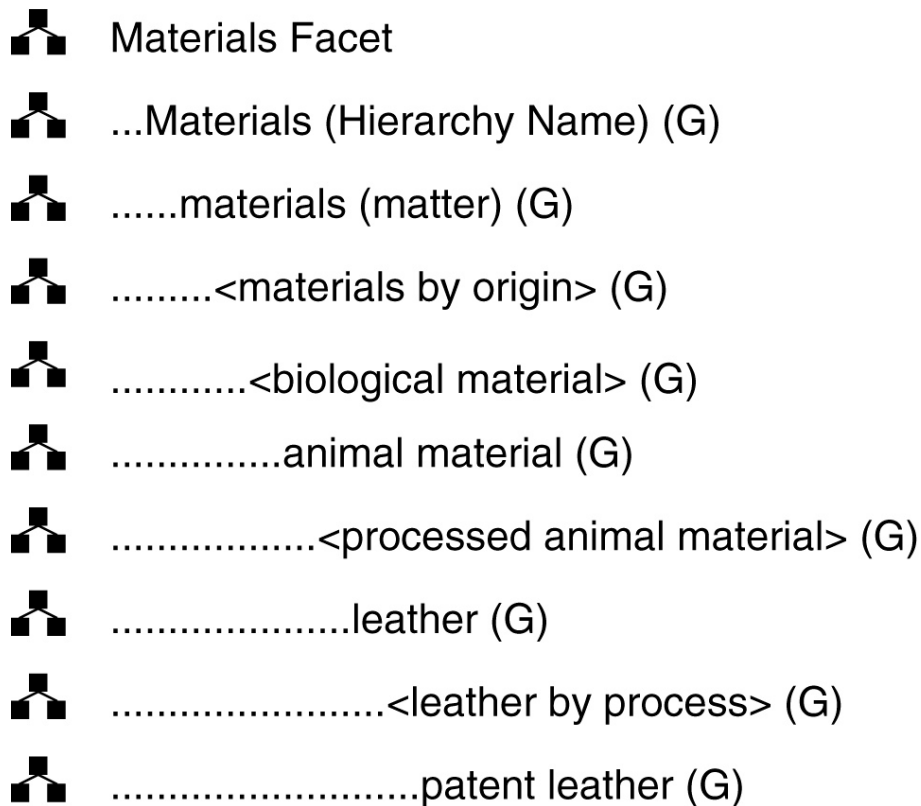 Materials Facet
...Materials (Hierarchy Name) (G)
......materials (matter) (G)
.........<materials by origin> (G)
............<biological material> (G)
...............animal material (G)
..................<processed animal material> (G)
.....................leather (G)
........................<leather by process> (G)
...........................patent leather (G)